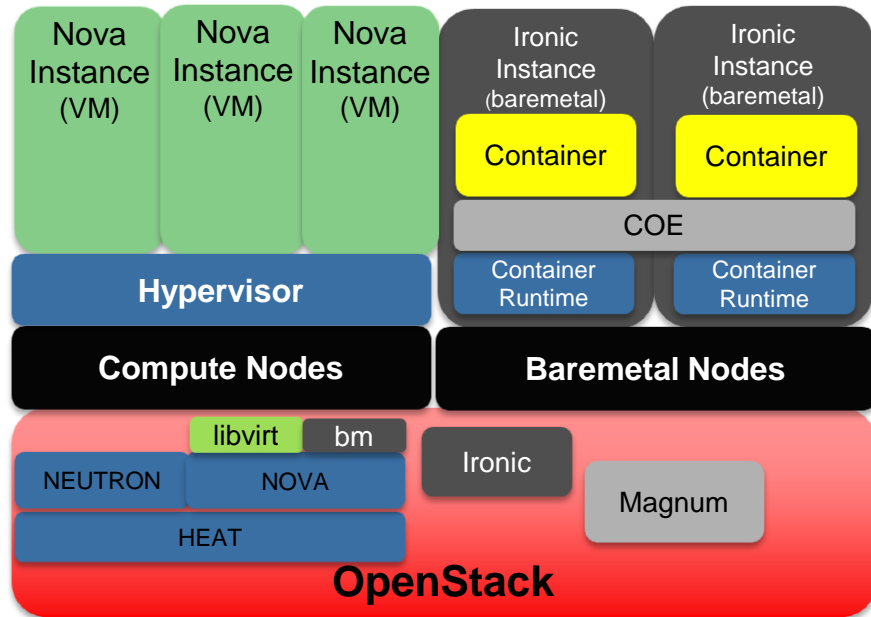 Nova
Instance
(VM)
Nova
Instance
(VM)
Nova
Instance
(VM)
Ironic
Instance
(baremetal)
Ironic
Instance
(baremetal)
Container
Container
COE
Hypervisor
Container
Runtime
Container
Runtime
Compute Nodes
Baremetal Nodes
libvirt
bm
NEUTRON
NOVA
Ironic
Magnum
HEAT
OpenStack